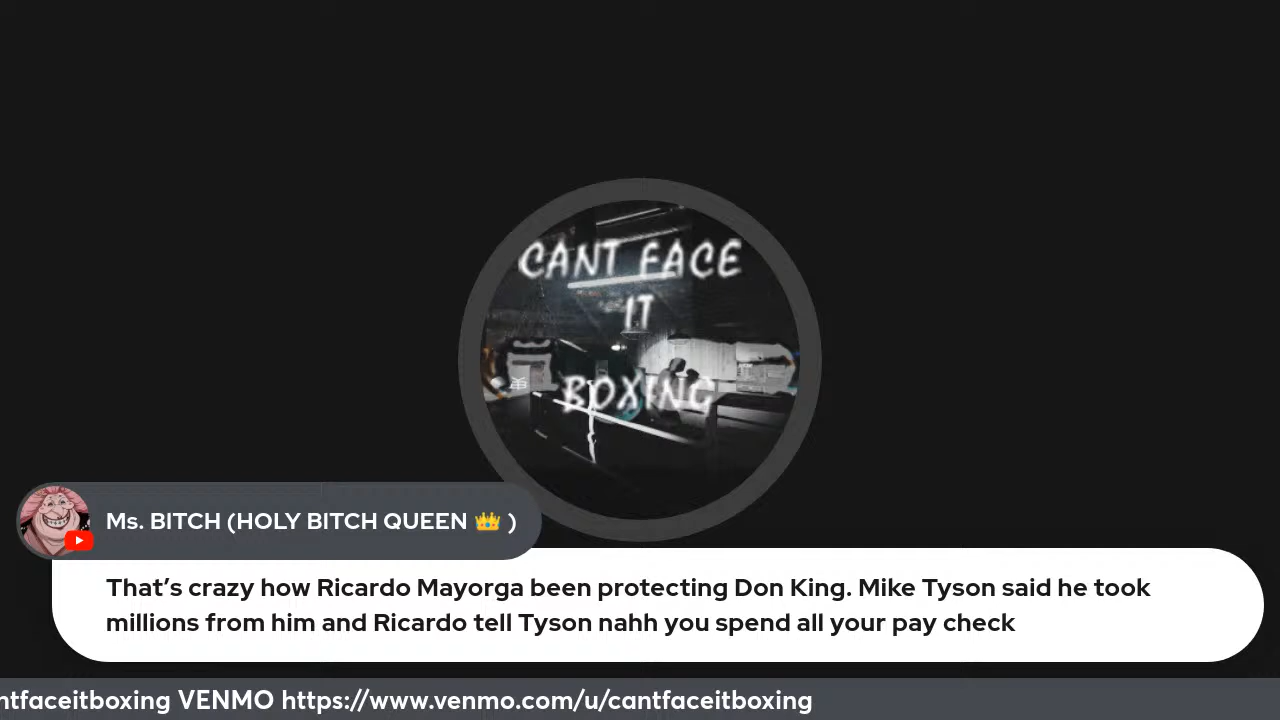 CANT FACE
IT
BOXING
Ms. BITCH (HOLY BITCH QUEEN 👑 )
That’s crazy how Ricardo Mayorga been protecting Don King. Mike Tyson said he took
millions from him and Ricardo tell Tyson nahh you spend all your pay check
ntfaceitboxing VENMO https://www.venmo.com/u/cantfaceitboxing